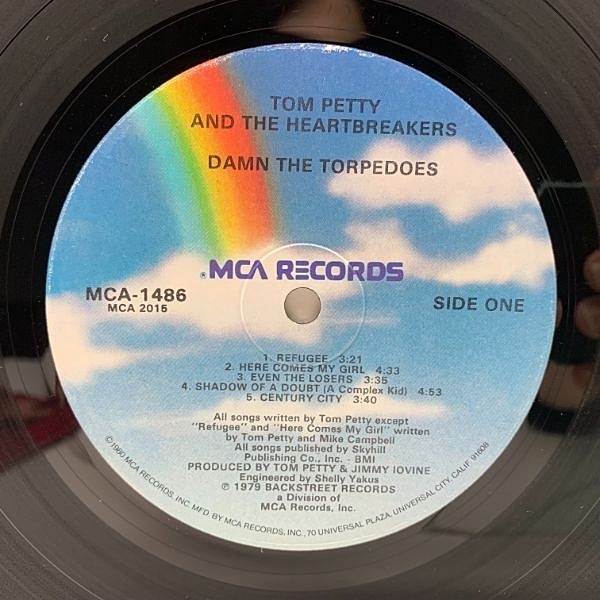 TOM PETTY
AND THE HEARTBREAKERS
DAMN THE TORPEDOES
MCA RECORDS
MCA-1486
MCA 2015
SIDE ONE
1. REFUGEE 3:21
2. HERE COMES MY GIRL 4:33
3. EVEN THE LOSERS 3:35
4. SHADOW OF A DOUBT (A Complex Kid) 4:53
5. CENTURY CITY 3:40
All songs written by Tom Petty except
"Refugee" and "Here Comes My Girl" written
by Tom Petty and Mike Campbell
All songs published by Skyhill
Publishing Co., Inc. - BMI
PRODUCED BY TOM PETTY & JIMMY IOVINE
Engineered by Shelly Yakus
℗ 1979 BACKSTREET RECORDS
a Division of
MCA Records, Inc.
©1980 MCA RECORDS, INC. MFD. BY MCA RECORDS, INC., 70 UNIVERSAL PLAZA, UNIVERSAL CITY, CALIF. 91608